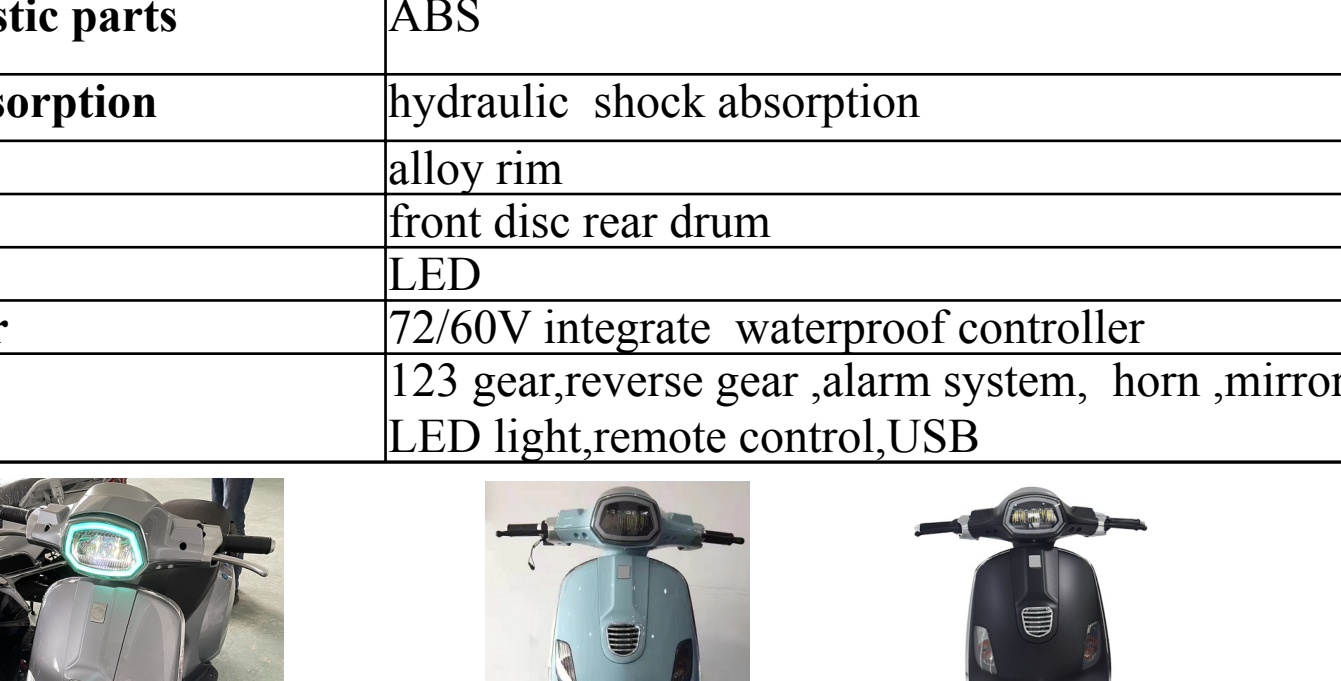 stic parts ABS
sorption hydraulic  shock absorption
alloy rim
front disc rear drum
LED
r 72/60V integrate  waterproof controller
123 gear,reverse gear ,alarm system,  horn ,mirror
LED light,remote control,USB